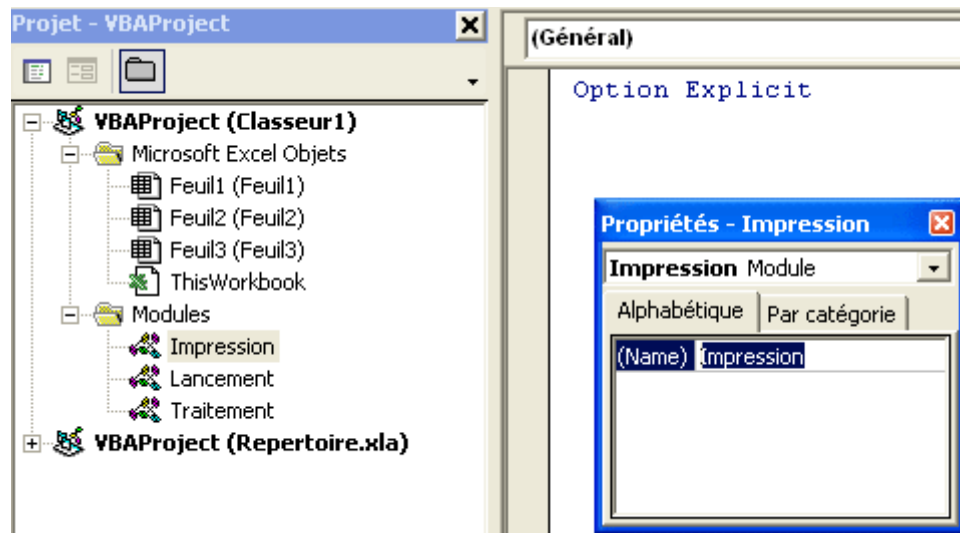 Projet - VBAProject
VBAProject (Classeur1)
Microsoft Excel Objets
Feuil1 (Feuil1)
Feuil2 (Feuil2)
Feuil3 (Feuil3)
ThisWorkbook
Modules
Impression
Lancement
Traitement
VBAProject (Repertoire.xla)
(Général)
Option Explicit
Propriétés - Impression
Impression Module
Alphabétique Par catégorie
(Name) Impression